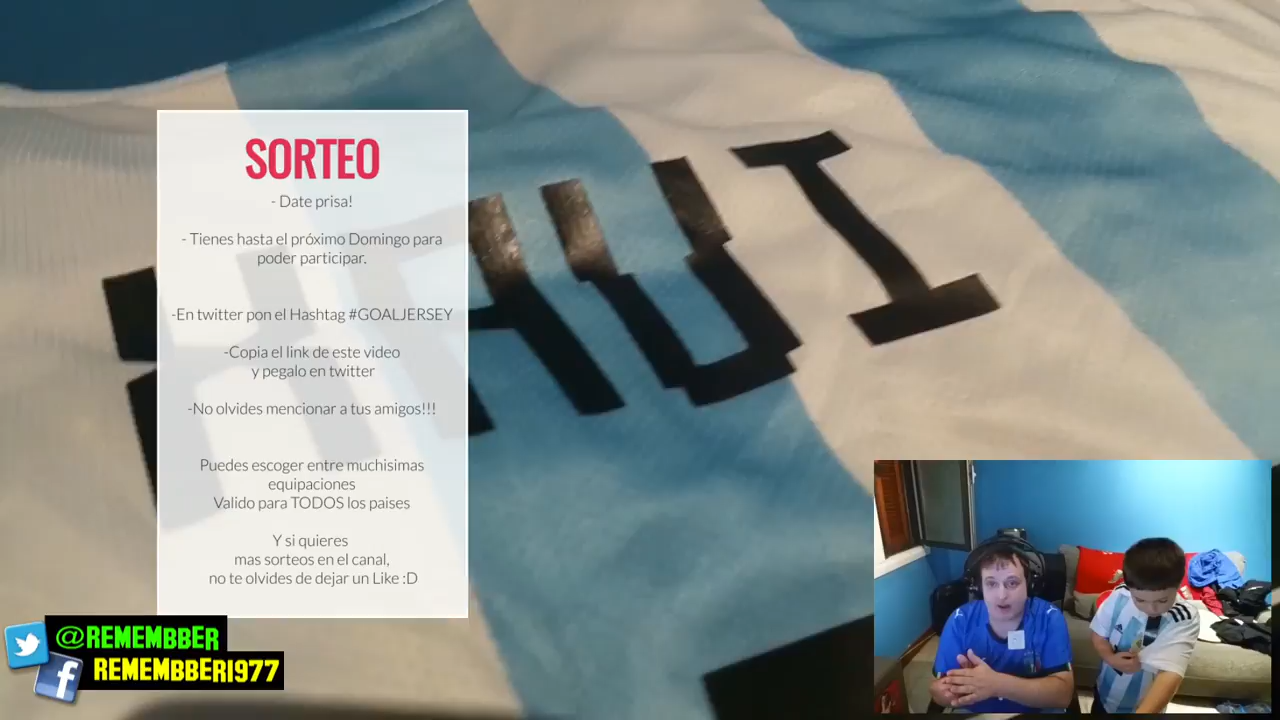 SORTEO
- Date prisa!
- Tienes hasta el próximo Domingo para
poder participar.
-En twitter pon el Hashtag #GOALJERSEY
-Copia el link de este video
y pegalo en twitter
-No olvides mencionar a tus amigos!!!
Puedes escoger entre muchisimas
equipaciones
Valido para TODOS los paises
Y si quieres
mas sorteos en el canal,
no te olvides de dejar un Like :D
XAVI
@REMEMBBER
REMEMBBER1977